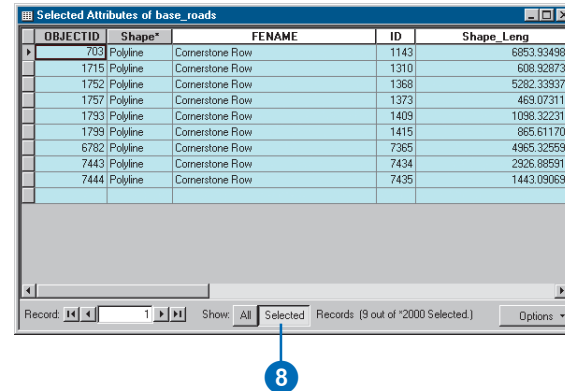 Selected Attributes of base_roads
OBJECTID Shape* FENAME ID Shape_Leng
703 Polyline Cornerstone Row 1143 6853.93498
1715 Polyline Cornerstone Row 1310 608.92873
1752 Polyline Cornerstone Row 1368 5282.33937
1757 Polyline Cornerstone Row 1373 469.07311
1793 Polyline Cornerstone Row 1409 1098.32231
1799 Polyline Cornerstone Row 1415 865.61170
6782 Polyline Cornerstone Row 7365 4965.32559
7443 Polyline Cornerstone Row 7434 2926.88591
7444 Polyline Cornerstone Row 7435 1443.09069
Record: 1 Show: All Selected Records (9 out of *2000 Selected.) Options
8